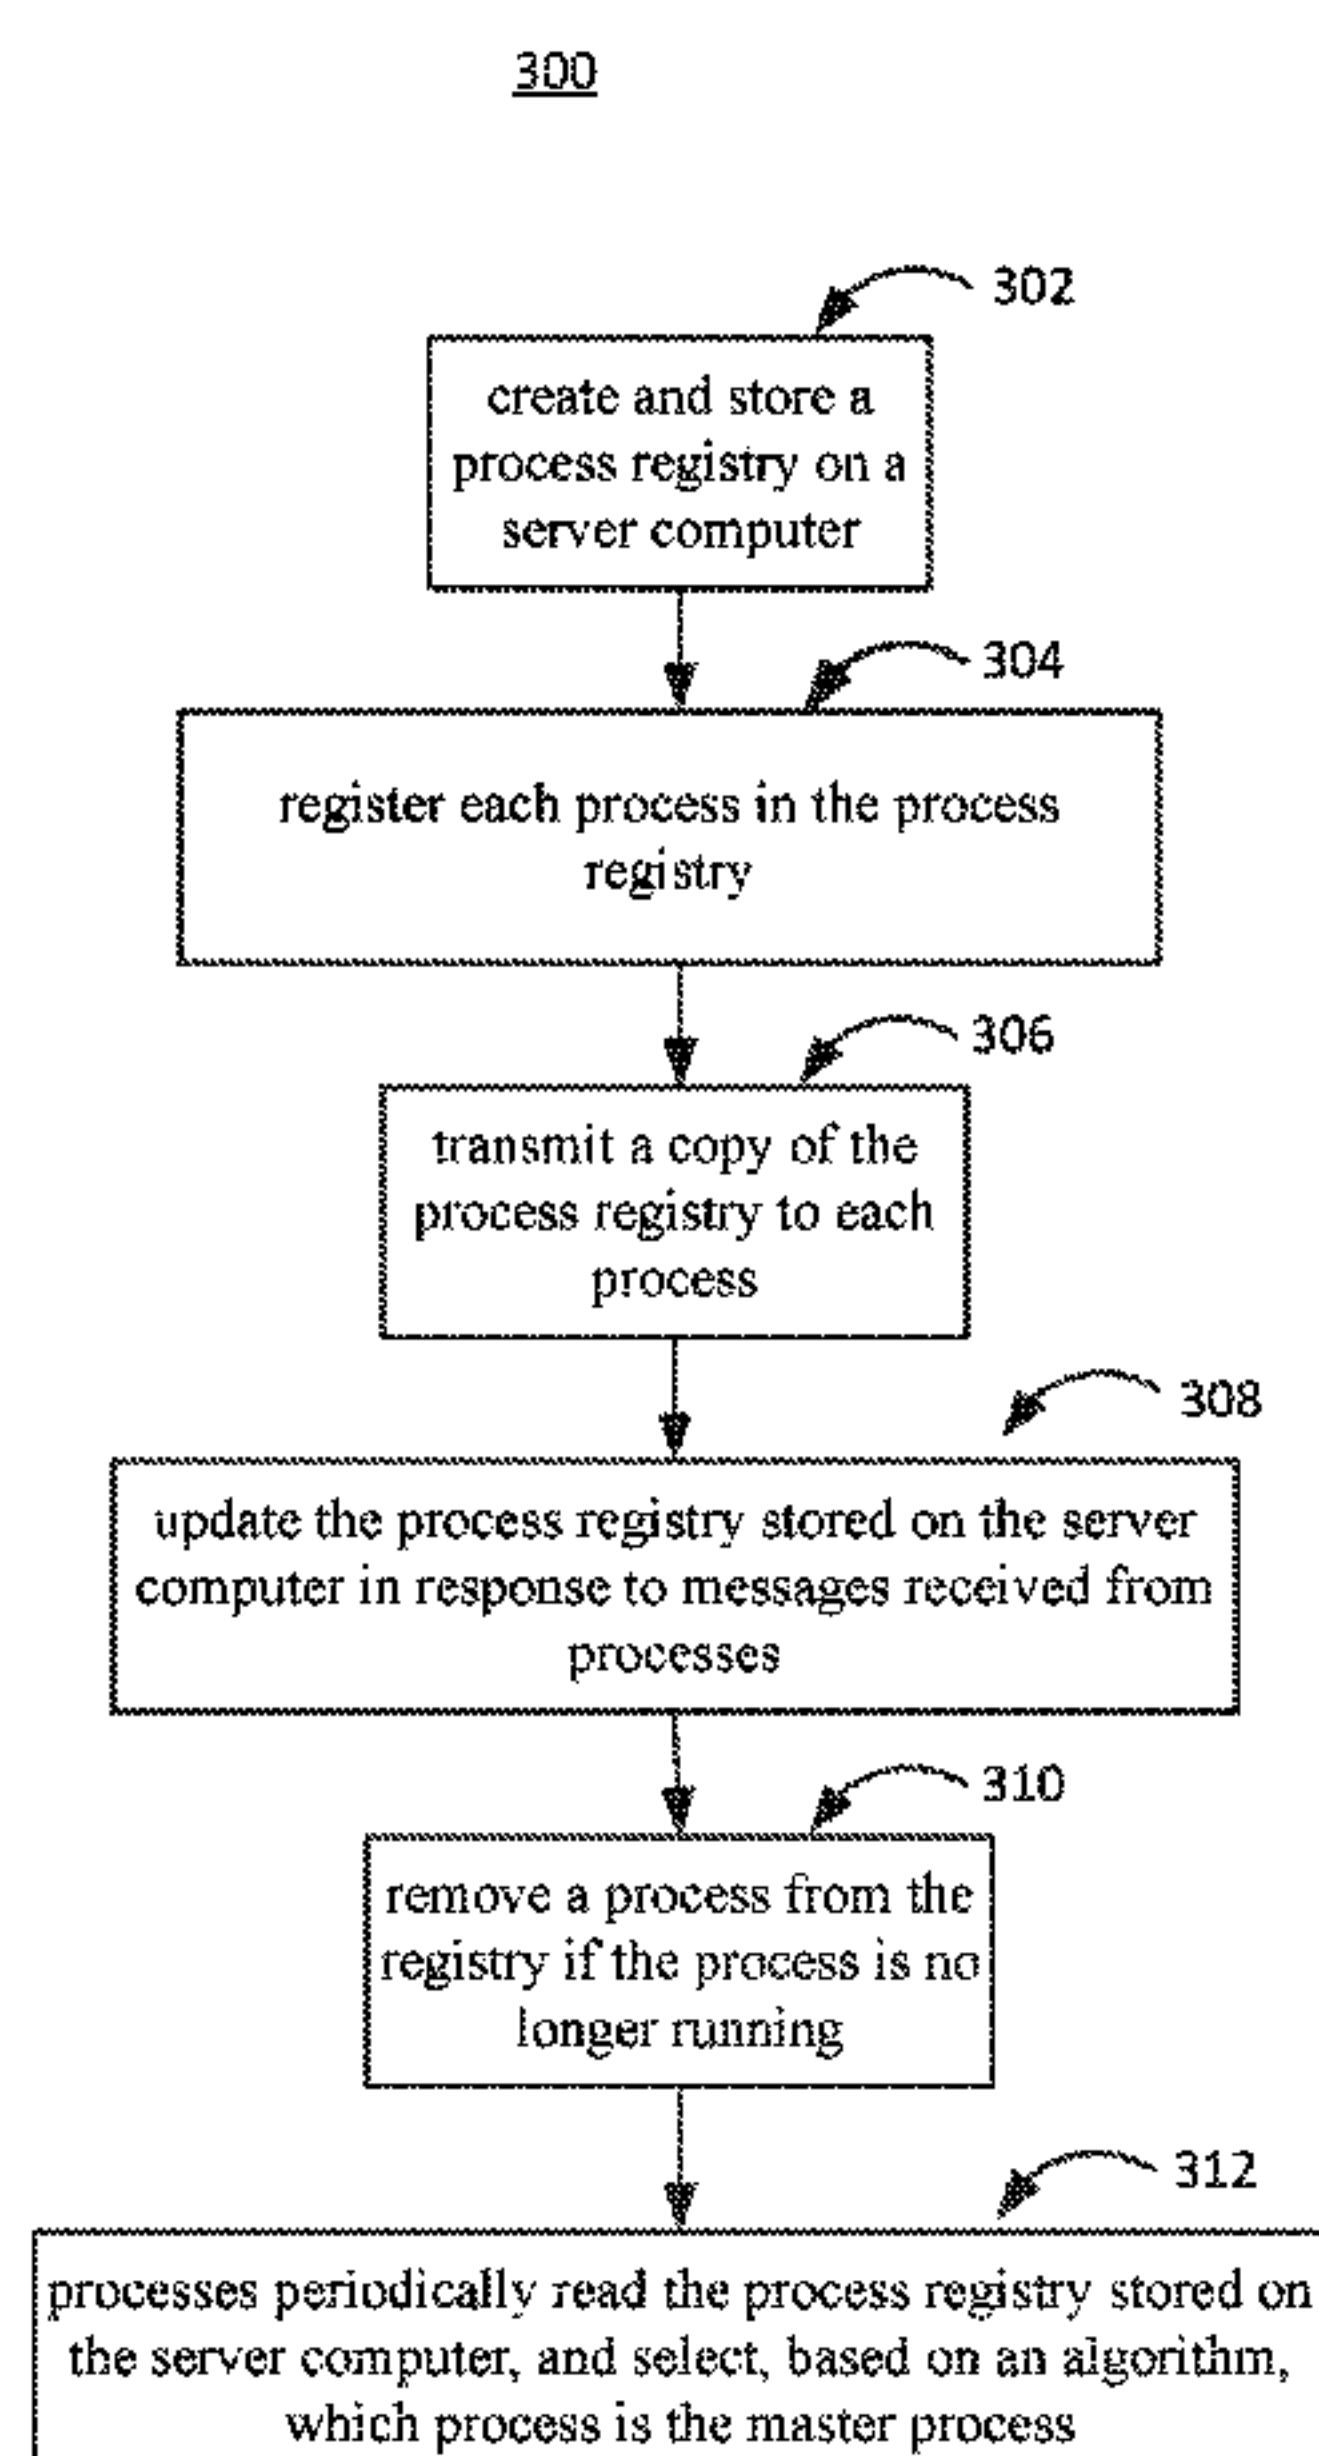 300
302
create and store a
process registry on a
server computer
304
register each process in the process
registry
306
transmit a copy of the
process registry to each
process
308
update the process registry stored on the server
computer in response to messages received from
processes
310
remove a process from the
registry if the process is no
longer running
312
processes periodically read the process registry stored on
the server computer, and select, based on an algorithm,
which process is the master process